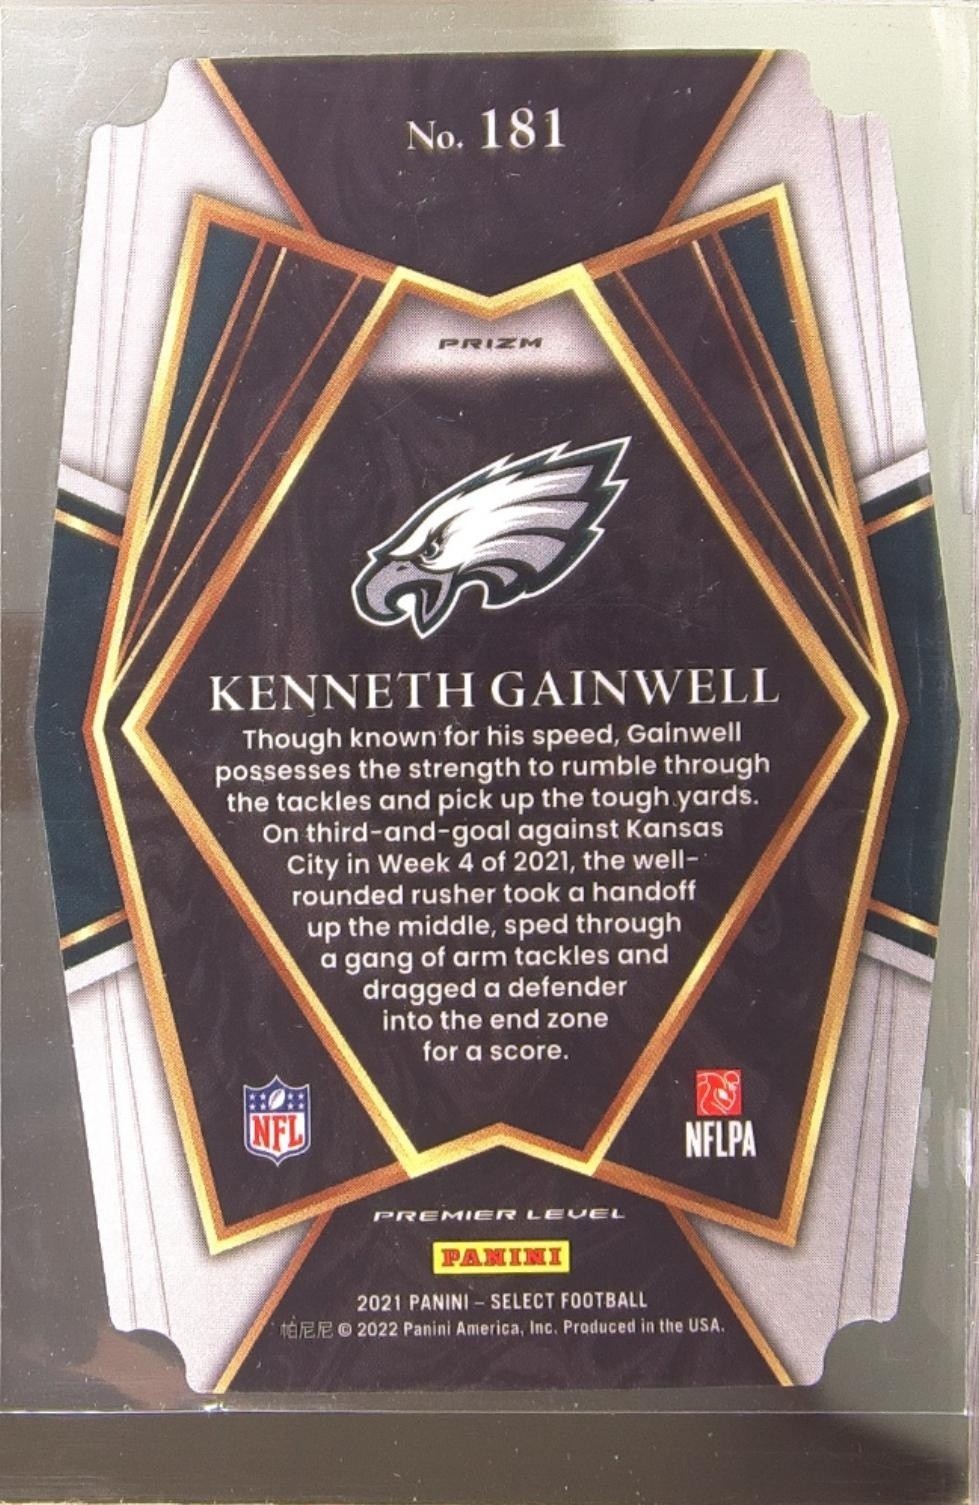 No. 181
PRIZM
KENNETH GAINWELL
Though known for his speed, Gainwell
possesses the strength to rumble through
the tackles and pick up the tough yards.
On third-and-goal against Kansas
City in Week 4 of 2021, the well-
rounded rusher took a handoff
up the middle, sped through
a gang of arm tackles and
dragged a defender
into the end zone
for a score.
NFL
NFLPA
PREMIER LEVEL
PANINI
2021 PANINI – SELECT FOOTBALL
帕尼尼 © 2022 Panini America, Inc. Produced in the USA.